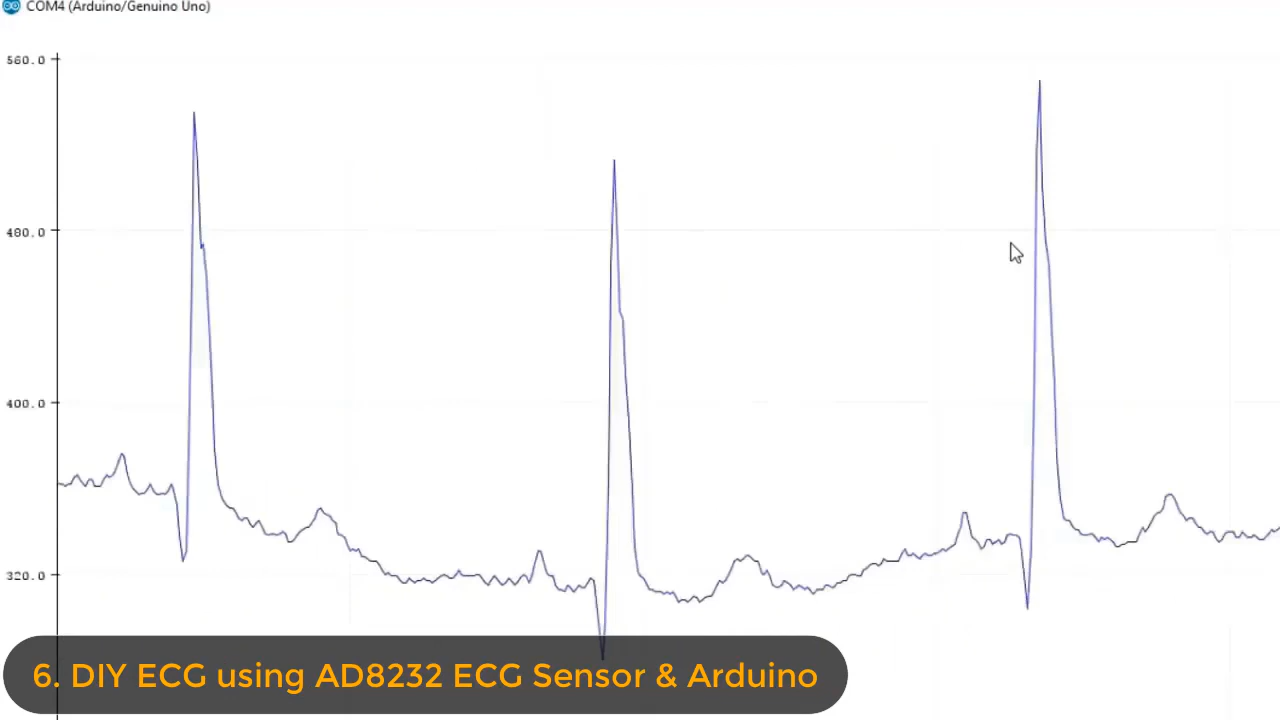 COM4 (Arduino/Genuino Uno)
560.0
480.0
400.0
320.0
6. DIY ECG using AD8232 ECG Sensor & Arduino